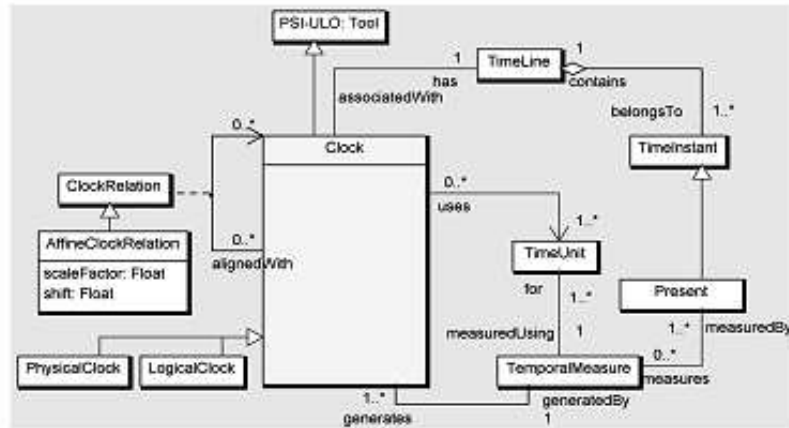 PSI-ULO: Tool
1
1
TimeLine
has
contains
associatedWith
belongsTo
1..*
0..*
Clock
TimeInstant
ClockRelation
0..*
uses
1..*
0..*
AffineClockRelation
alignedWith
TimeUnit
scaleFactor: Float
shift: Float
for
1..*
Present
measuredUsing
1
1..*
measuredBy
PhysicalClock
LogicalClock
TemporalMeasure
0..*
measures
1..*
generatedBy
generates
1